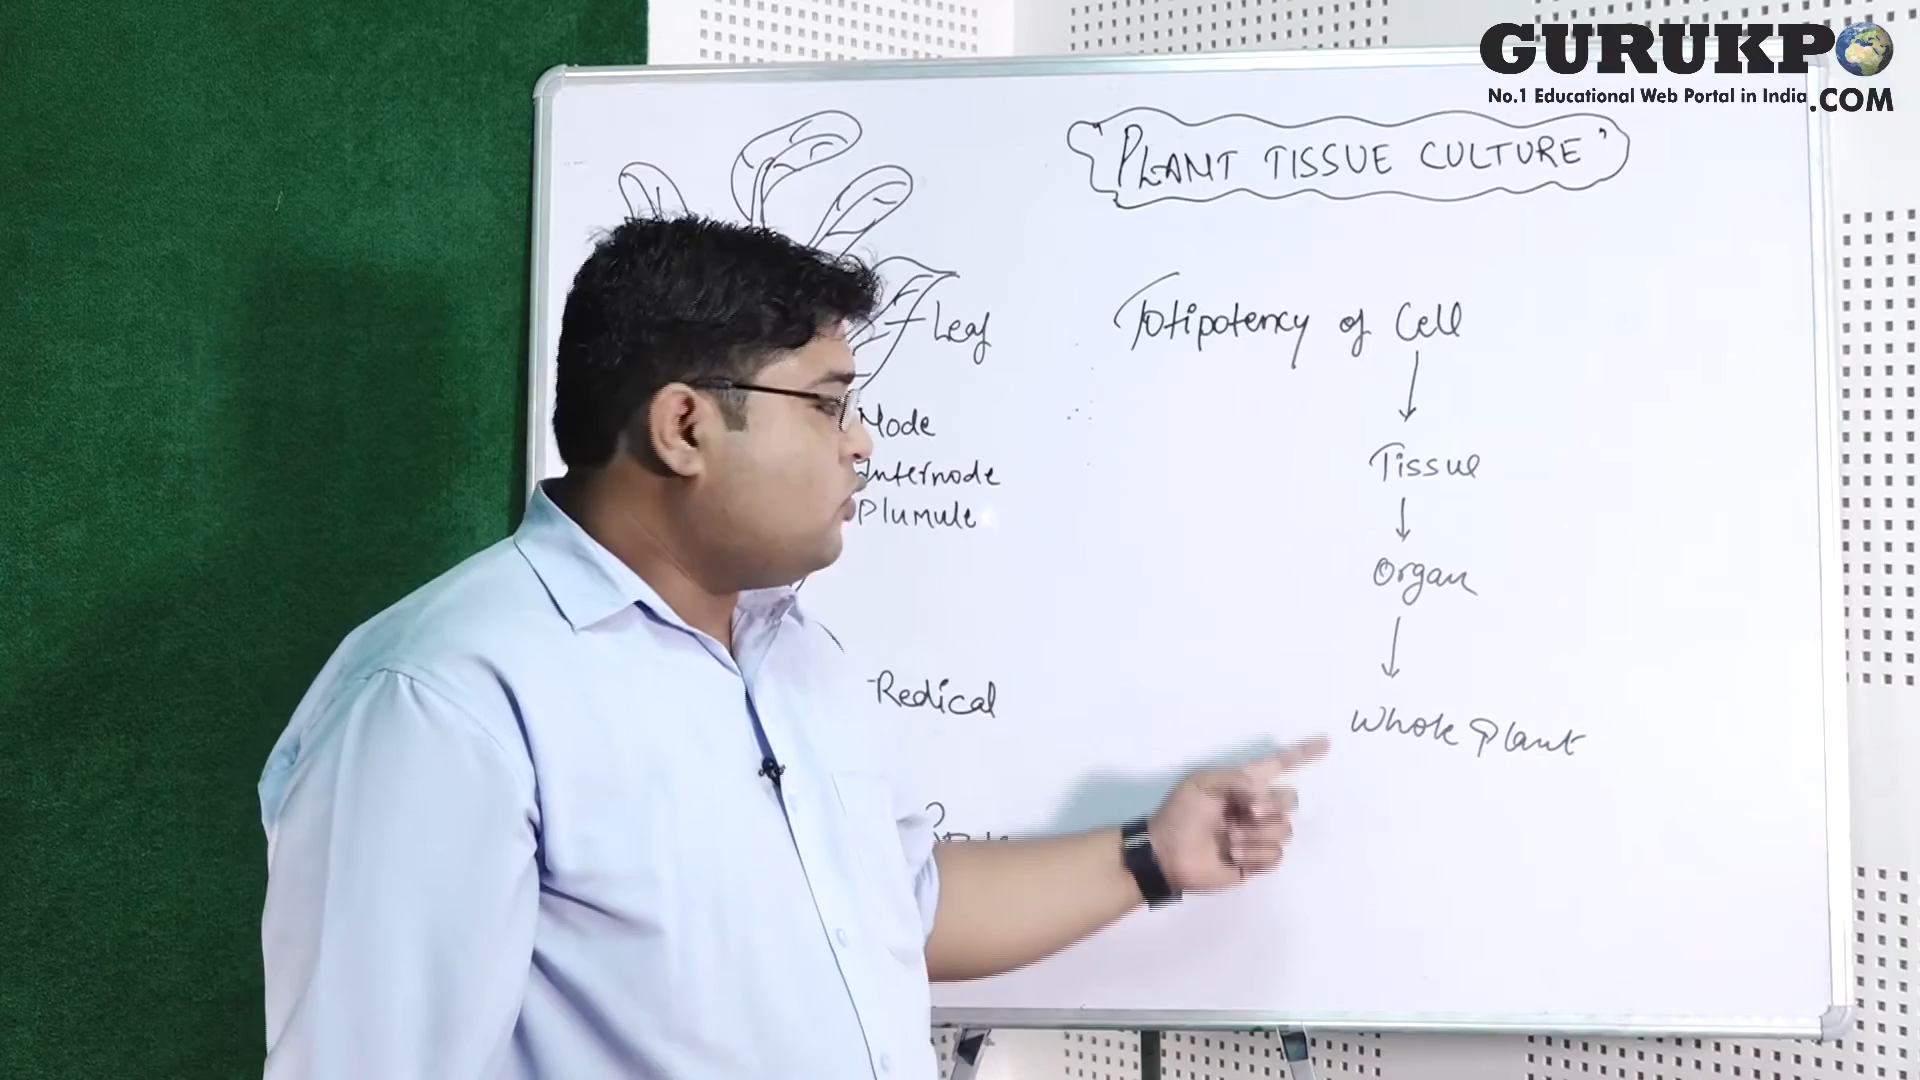 GURUKPO
No.1 Educational Web Portal in India .COM
"PLANT TISSUE CULTURE"
Totipotency of Cell
Tissue
Organ
Whole Plant
Leaf
Node
Internode
Plumule
Redical